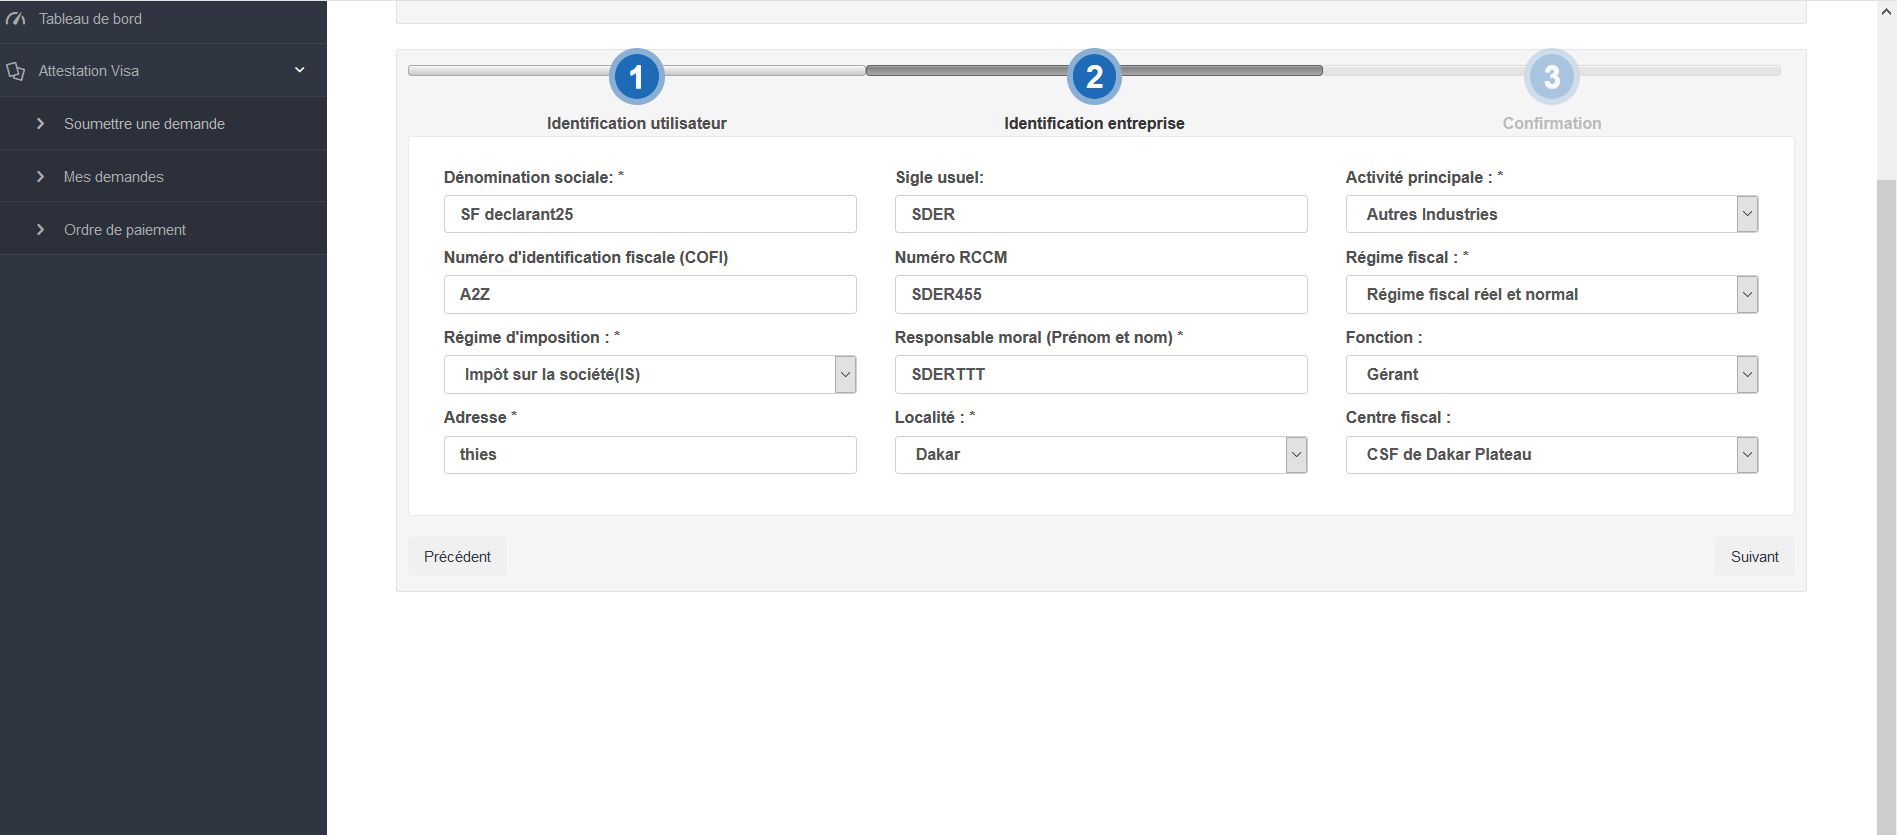 Tableau de bord
Attestation Visa
Soumettre une demande
Mes demandes
Ordre de paiement
1
2
3
Identification utilisateur
Identification entreprise
Confirmation
Dénomination sociale: *
Sigle usuel:
Activité principale : *
SF declarant25
SDER
Autres Industries
Numéro d'identification fiscale (COFI)
Numéro RCCM
Régime fiscal : *
A2Z
SDER455
Régime fiscal réel et normal
Régime d'imposition : *
Responsable moral (Prénom et nom) *
Fonction :
Impôt sur la société(IS)
SDERTTT
Gérant
Adresse *
Localité : *
Centre fiscal :
thies
Dakar
CSF de Dakar Plateau
Précédent
Suivant